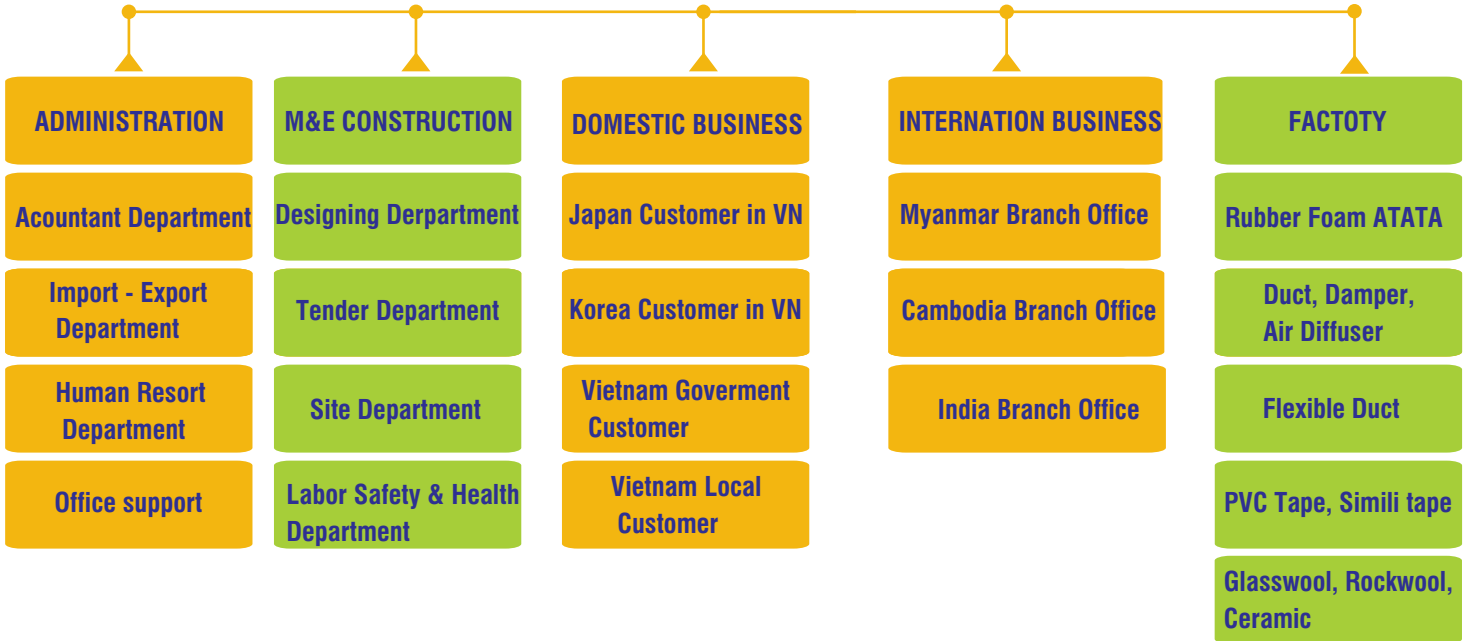 ADMINISTRATION
Acountant Department
Import - Export
Department
Human Resort
Department
Office support
M&E CONSTRUCTION
Designing Derpartment
Tender Department
Site Department
Labor Safety & Health
Department
DOMESTIC BUSINESS
Japan Customer in VN
Korea Customer in VN
Vietnam Goverment
Customer
Vietnam Local
Customer
INTERNATION BUSINESS
Myanmar Branch Office
Cambodia Branch Office
India Branch Office
FACTOTY
Rubber Foam ATATA
Duct, Damper,
Air Diffuser
Flexible Duct
PVC Tape, Simili tape
Glasswool, Rockwool,
Ceramic